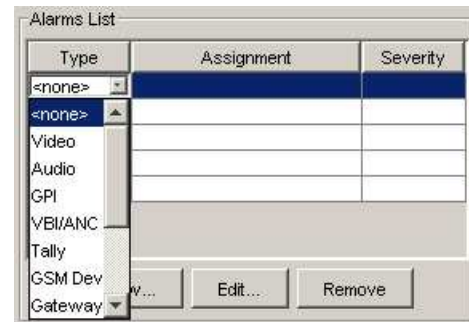 Alarms List
Type Assignment Severity
<none>
<none>
Video
Audio
GPI
VBI/ANC
Tally
GSM Dev
Gateway
Edit... Remove